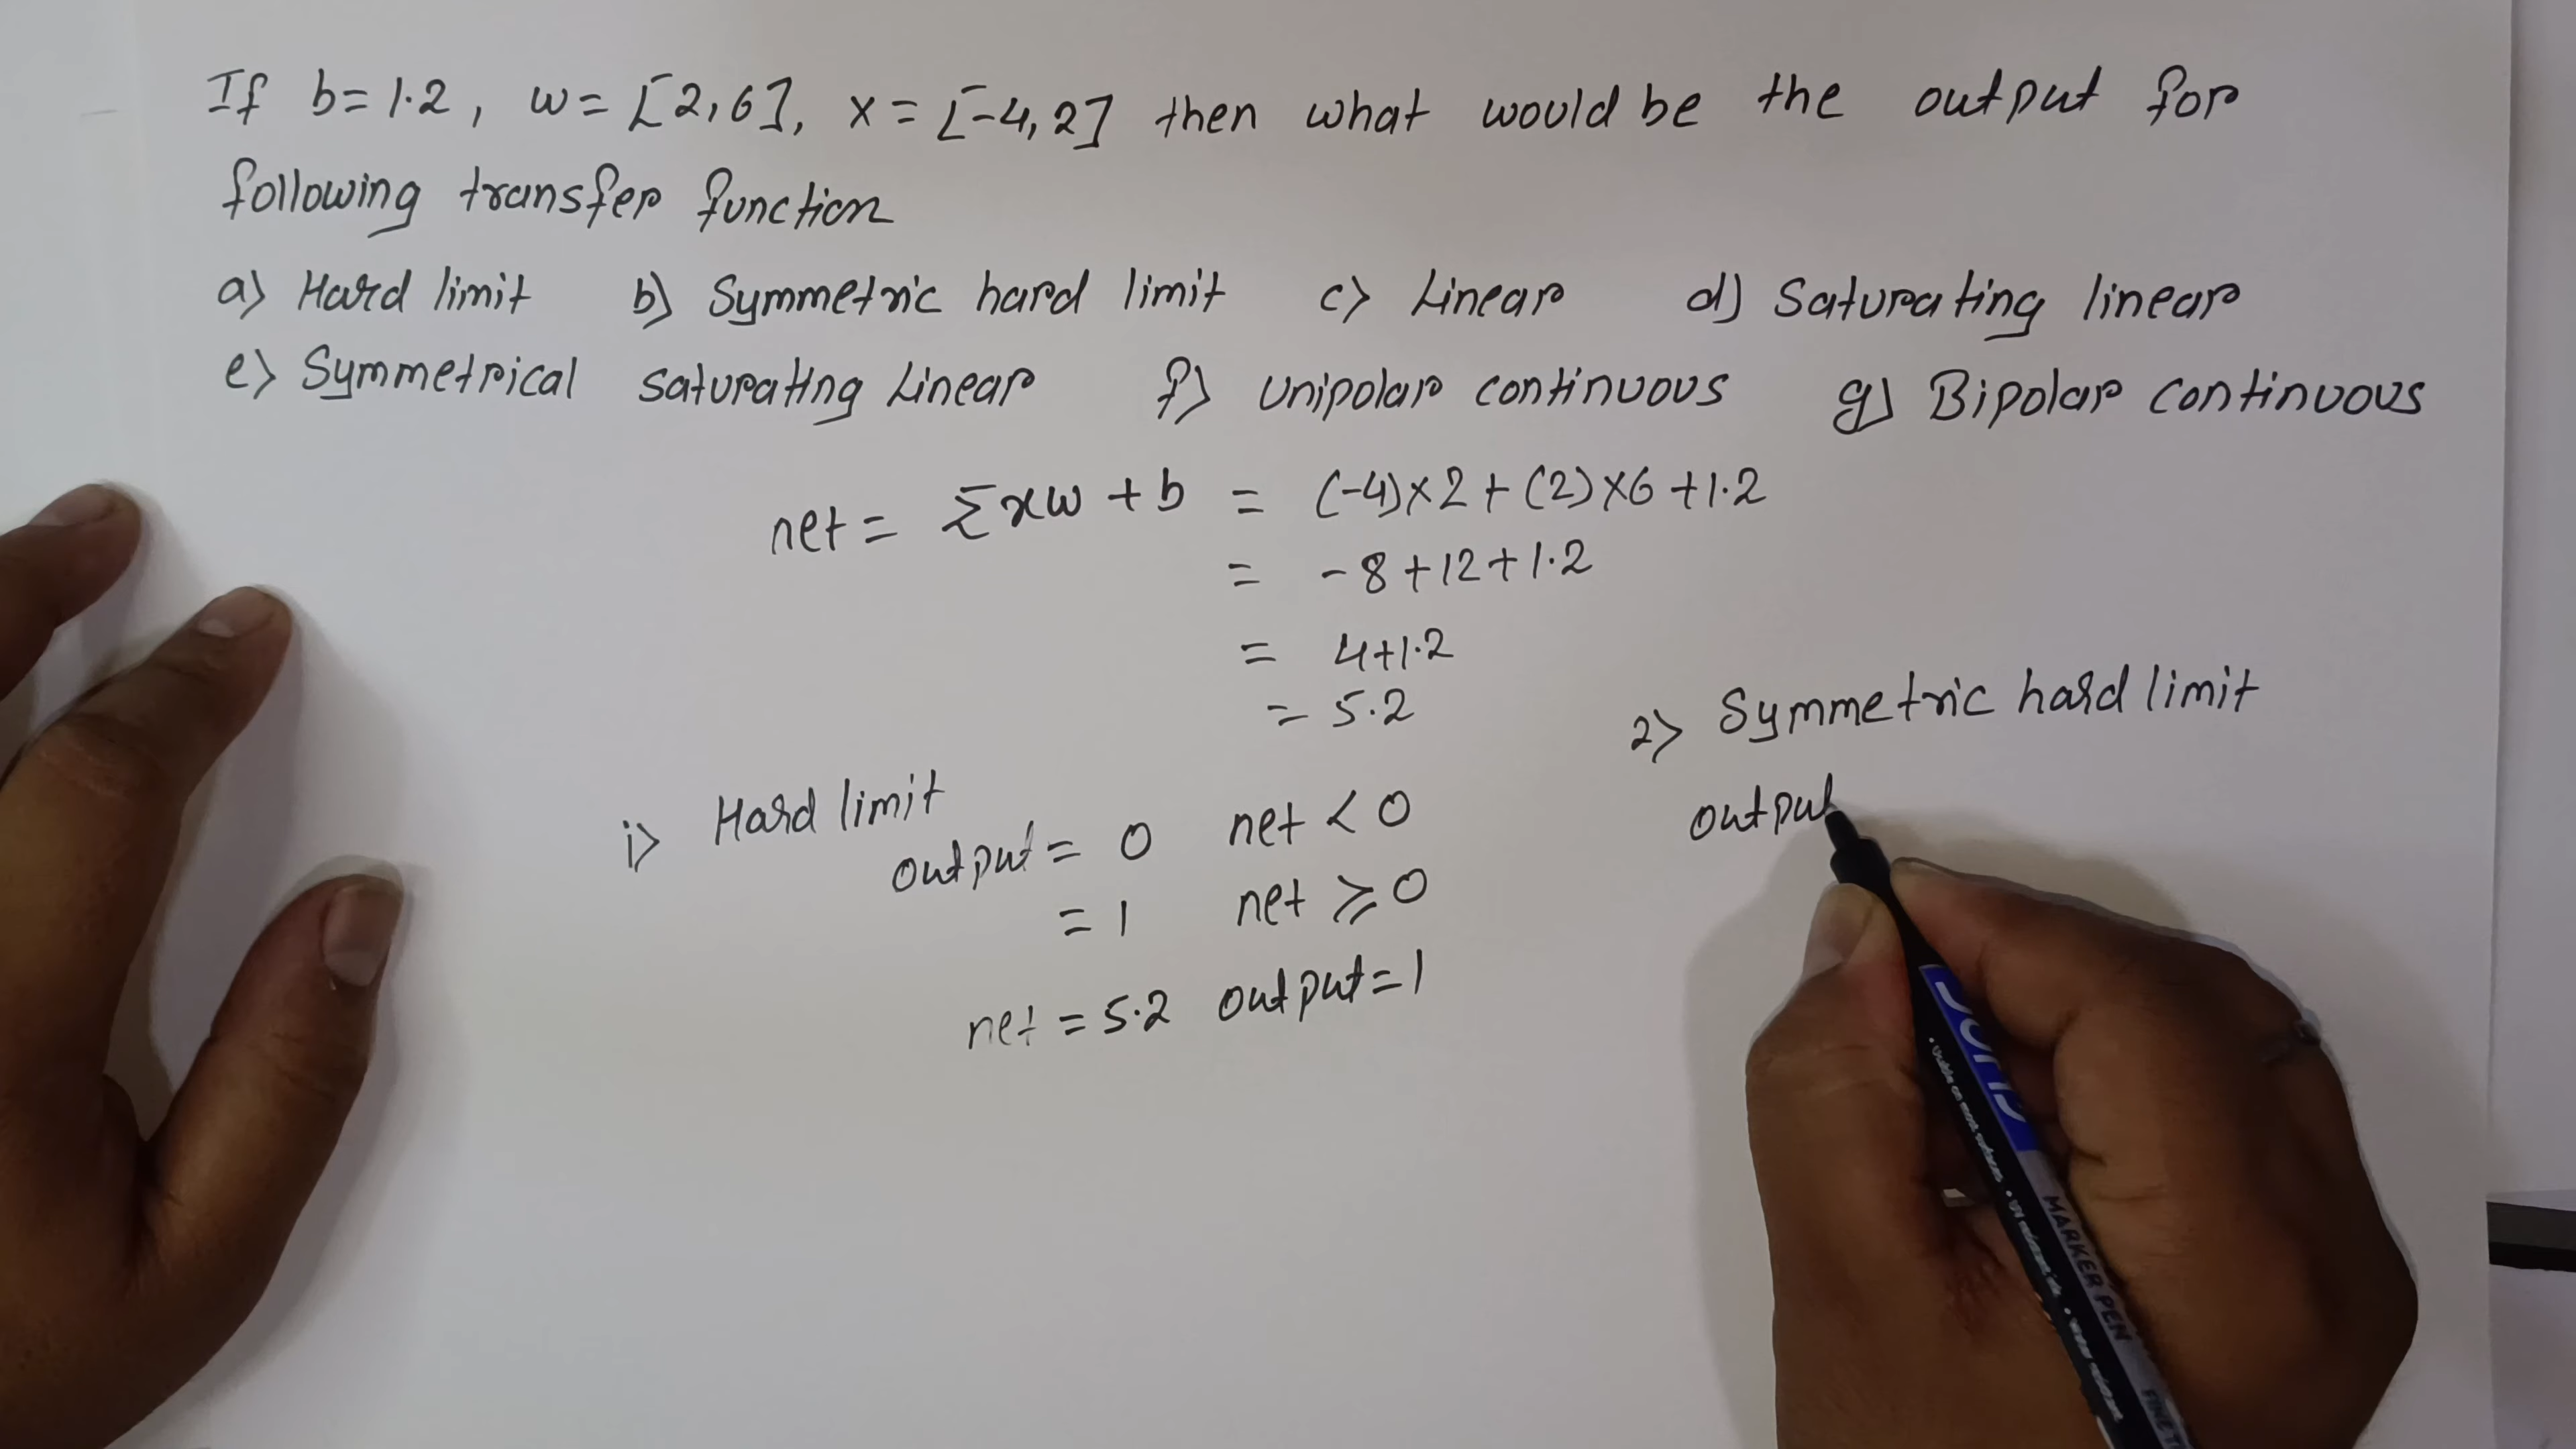 If b=1.2, w=[2,6], x=[-4,2] then what would be the output for
following transfer function
a) Hard limit b) Symmetric hard limit c) Linear d) Saturating linear
e) Symmetrical saturating Linear f) unipolar continuous g) Bipolar continuous
net = Σxw + b = (-4)×2+(2)×6+1.2
= -8+12+1.2
= 4+1.2
= 5.2
i) Hard limit
output = 0 net < 0
= 1 net ⩾ 0
net = 5.2 output=1
2) Symmetric hard limit
output
MARKER PEN